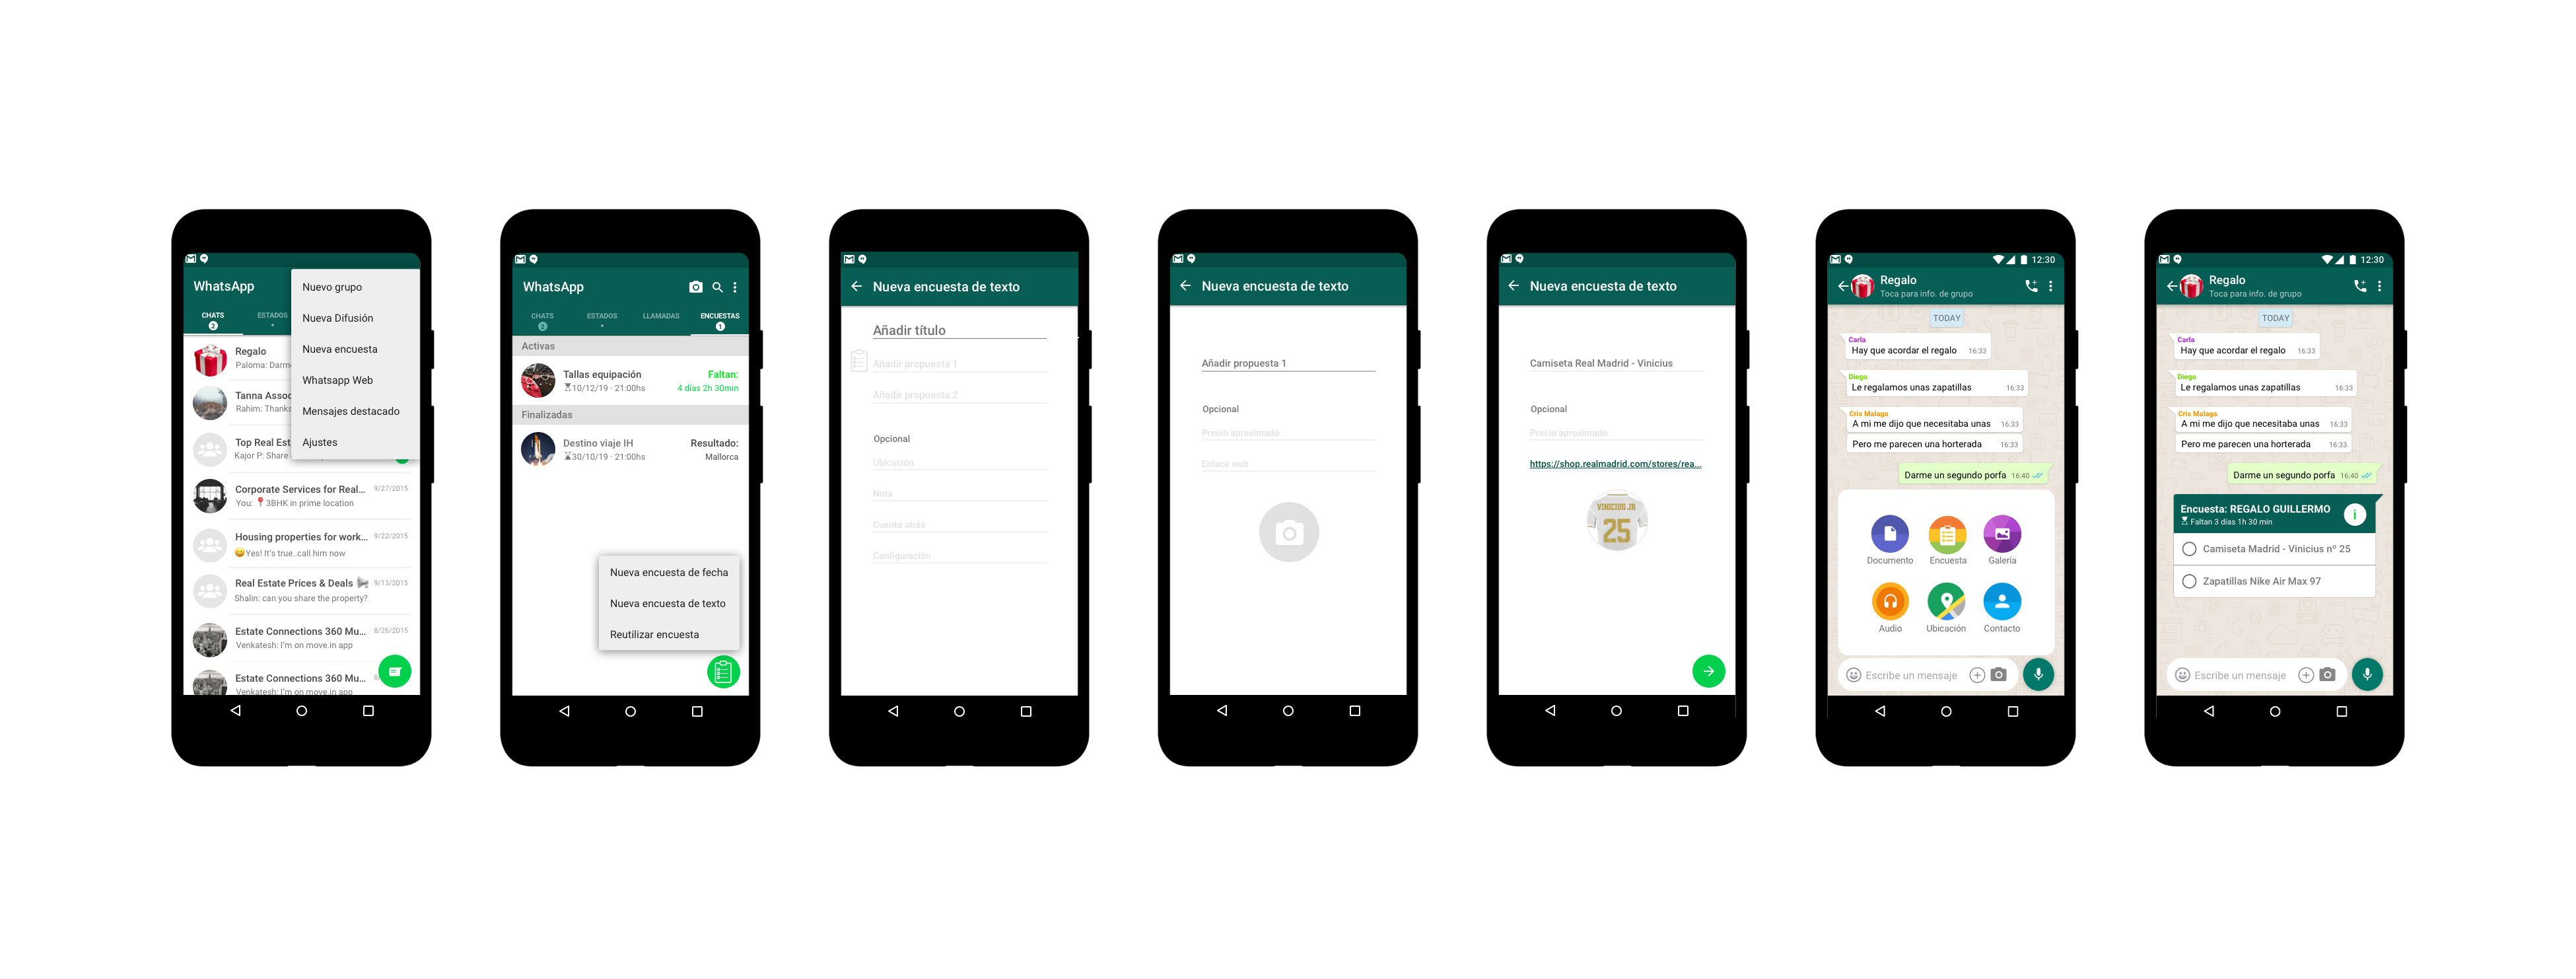 WhatsApp
CHATS
2
ESTADOS
Nuevo grupo
Nueva Difusión
Nueva encuesta
Whatsapp Web
Mensajes destacado
Ajustes
Regalo
Paloma: Darm
Tanna Assoc
Rahim: Thanks
Top Real Est
Kajor P: Share
Corporate Services for Real... 9/27/2015
You: 📍3BHK in prime location
Housing properties for work... 9/22/2015
😀Yes! It's true..call him now
Real Estate Prices & Deals 9/13/2015
Shalin: can you share the property?
Estate Connections 360 Mu... 8/26/2015
Venkatesh: I'm on move.in app
Estate Connections 360 Mu... 8
Venkatesh: I'm on move.in app
WhatsApp
CHATS ESTADOS LLAMADAS ENCUESTAS
2 1
Activas
Tallas equipación Faltan:
10/12/19 · 21:00hs 4 días 2h 30min
Finalizadas
Destino viaje IH Resultado:
30/10/19 · 21:00hs Mallorca
Nueva encuesta de fecha
Nueva encuesta de texto
Reutilizar encuesta
Nueva encuesta de texto
Añadir título
Añadir propuesta 1
Añadir propuesta 2
Opcional
Ubicación
Nota
Cuenta atrás
Configuración
Nueva encuesta de texto
Añadir propuesta 1
Opcional
Precio aproximado
Enlace web
Nueva encuesta de texto
Camiseta Real Madrid - Vinicius
Opcional
Precio aproximado
https://shop.realmadrid.com/stores/rea...
VINICIUS JR
25
12:30
Regalo
Toca para info. de grupo
TODAY
Carla
Hay que acordar el regalo 16:33
Diego
Le regalamos unas zapatillas 16:33
Cris Malaga
A mi me dijo que necesitaba unas 16:33
Pero me parecen una horterada 16:33
Darme un segundo porfa 16:40
Documento Encuesta Galería
Audio Ubicación Contacto
Escribe un mensaje
12:30
Regalo
Toca para info. de grupo
TODAY
Carla
Hay que acordar el regalo 16:33
Diego
Le regalamos unas zapatillas 16:33
Cris Malaga
A mi me dijo que necesitaba unas 16:33
Pero me parecen una horterada 16:33
Darme un segundo porfa 16:40
Encuesta: REGALO GUILLERMO
Faltan 3 días 1h 30 min
i
Camiseta Madrid - Vinicius nº 25
Zapatillas Nike Air Max 97
Escribe un mensaje